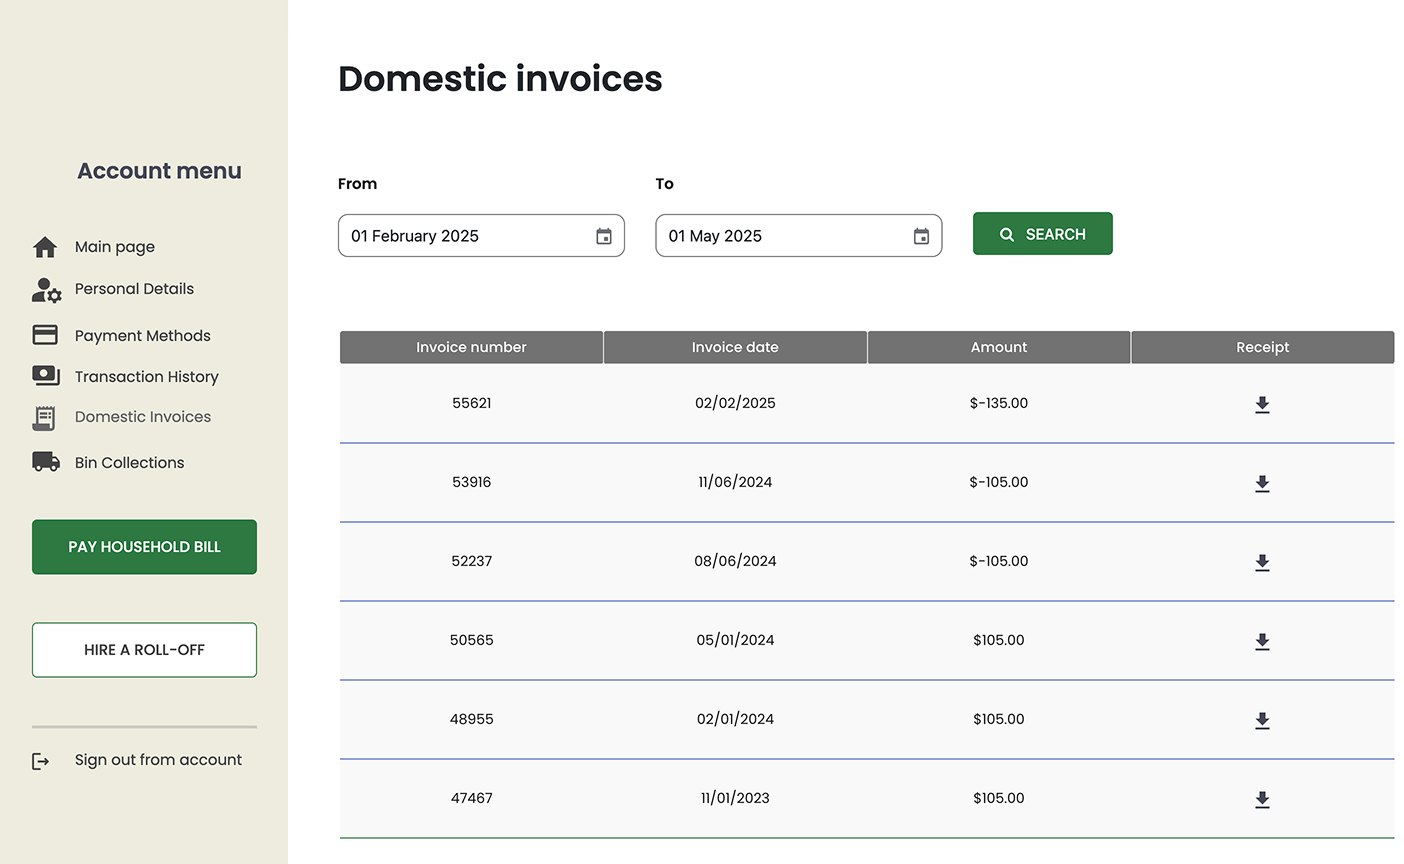 Domestic invoices
Account menu
Main page
Personal Details
Payment Methods
Transaction History
Domestic Invoices
Bin Collections
PAY HOUSEHOLD BILL
HIRE A ROLL-OFF
Sign out from account
From To
01 February 2025 01 May 2025 SEARCH
Invoice number Invoice date Amount Receipt
55621 02/02/2025 $-135.00
53916 11/06/2024 $-105.00
52237 08/06/2024 $-105.00
50565 05/01/2024 $105.00
48955 02/01/2024 $105.00
47467 11/01/2023 $105.00